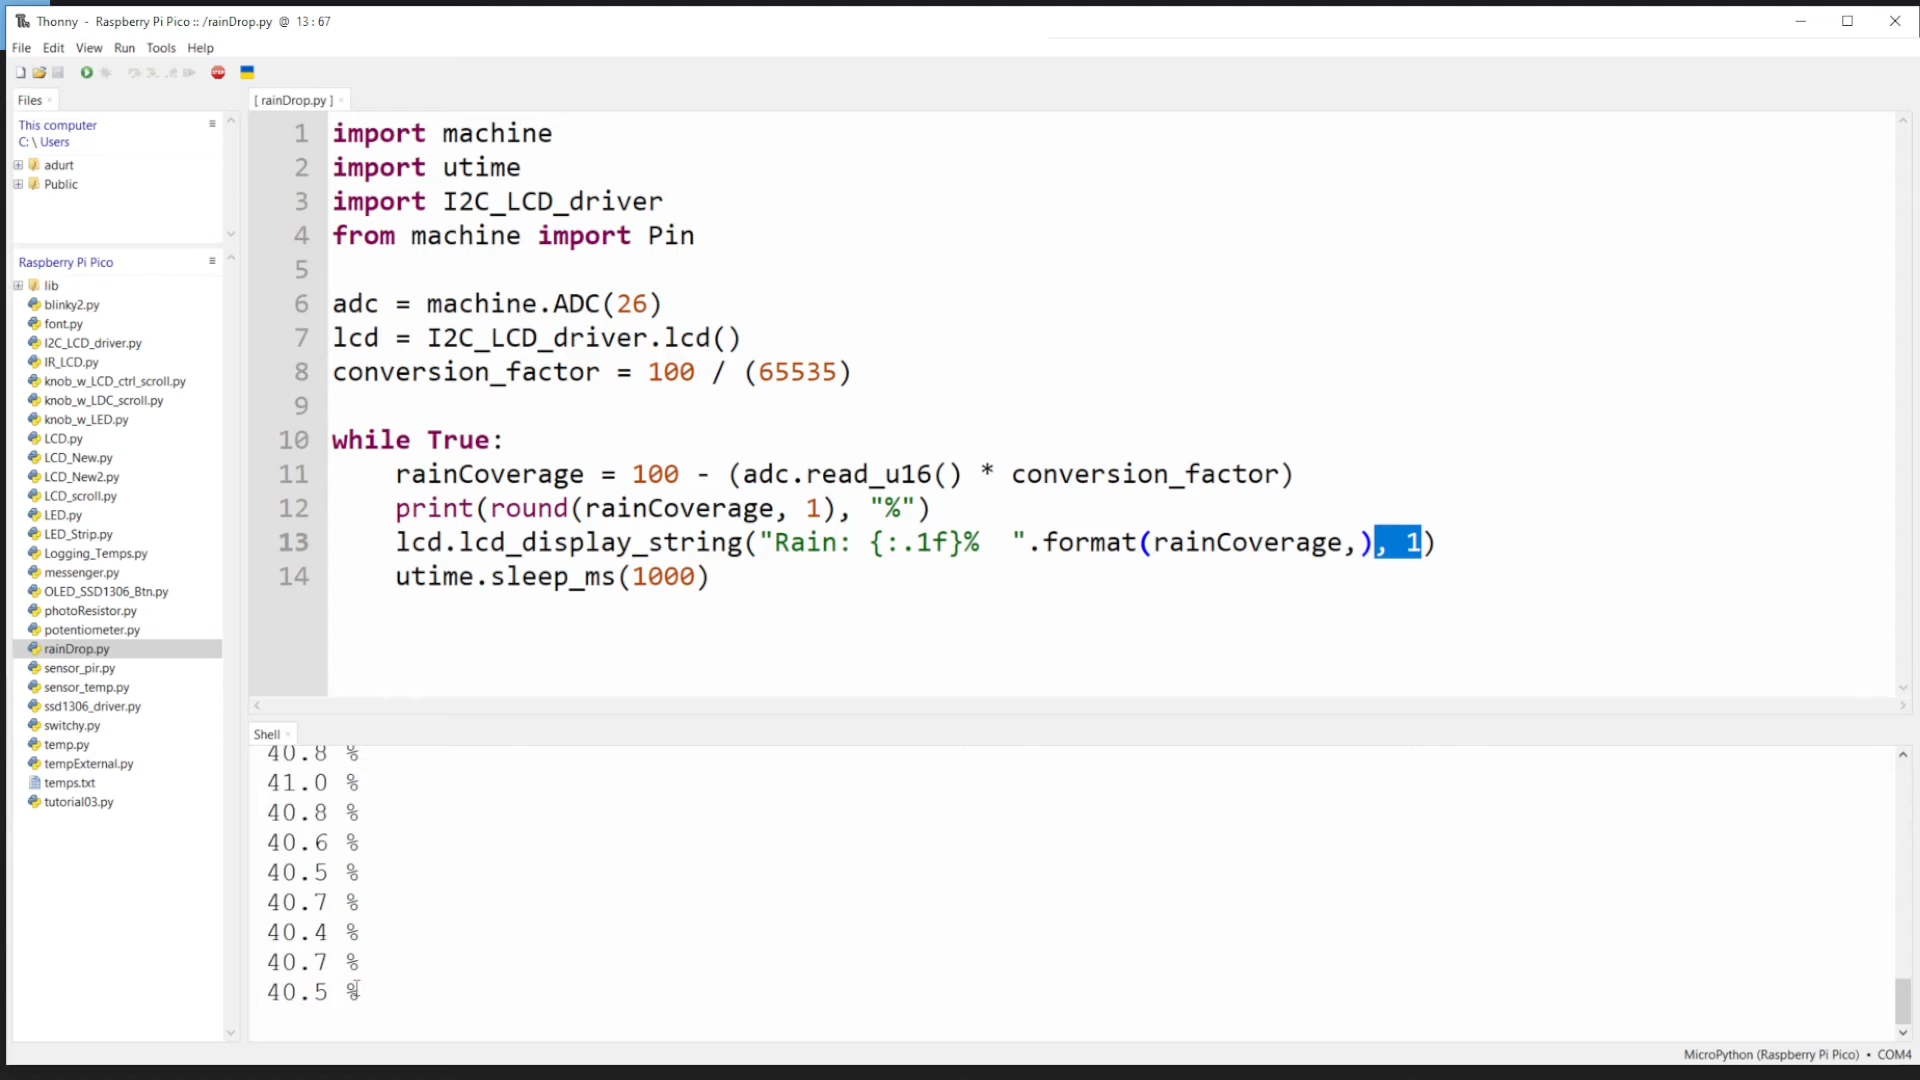 Thonny - Raspberry Pi Pico :: /rainDrop.py @ 13:67
File Edit View Run Tools Help
Files
This computer
C: \ Users
adurt
Public
Raspberry Pi Pico
lib
blinky2.py
font.py
I2C_LCD_driver.py
IR_LCD.py
knob_w_LCD_ctrl_scroll.py
knob_w_LDC_scroll.py
knob_w_LED.py
LCD.py
LCD_New.py
LCD_New2.py
LCD_scroll.py
LED.py
LED_Strip.py
Logging_Temps.py
messenger.py
OLED_SSD1306_Btn.py
photoResistor.py
potentiometer.py
rainDrop.py
sensor_pir.py
sensor_temp.py
ssd1306_driver.py
switchy.py
temp.py
tempExternal.py
temps.txt
tutorial03.py
[ rainDrop.py ]
1 import machine
2 import utime
3 import I2C_LCD_driver
4 from machine import Pin
5
6 adc = machine.ADC(26)
7 lcd = I2C_LCD_driver.lcd()
8 conversion_factor = 100 / (65535)
9
10 while True:
11     rainCoverage = 100 - (adc.read_u16() * conversion_factor)
12     print(round(rainCoverage, 1), "%")
13     lcd.lcd_display_string("Rain: {:.1f}%  ".format(rainCoverage,), 1)
14     utime.sleep_ms(1000)
Shell
40.8 %
41.0 %
40.8 %
40.6 %
40.5 %
40.7 %
40.4 %
40.7 %
40.5 %
MicroPython (Raspberry Pi Pico) • COM4